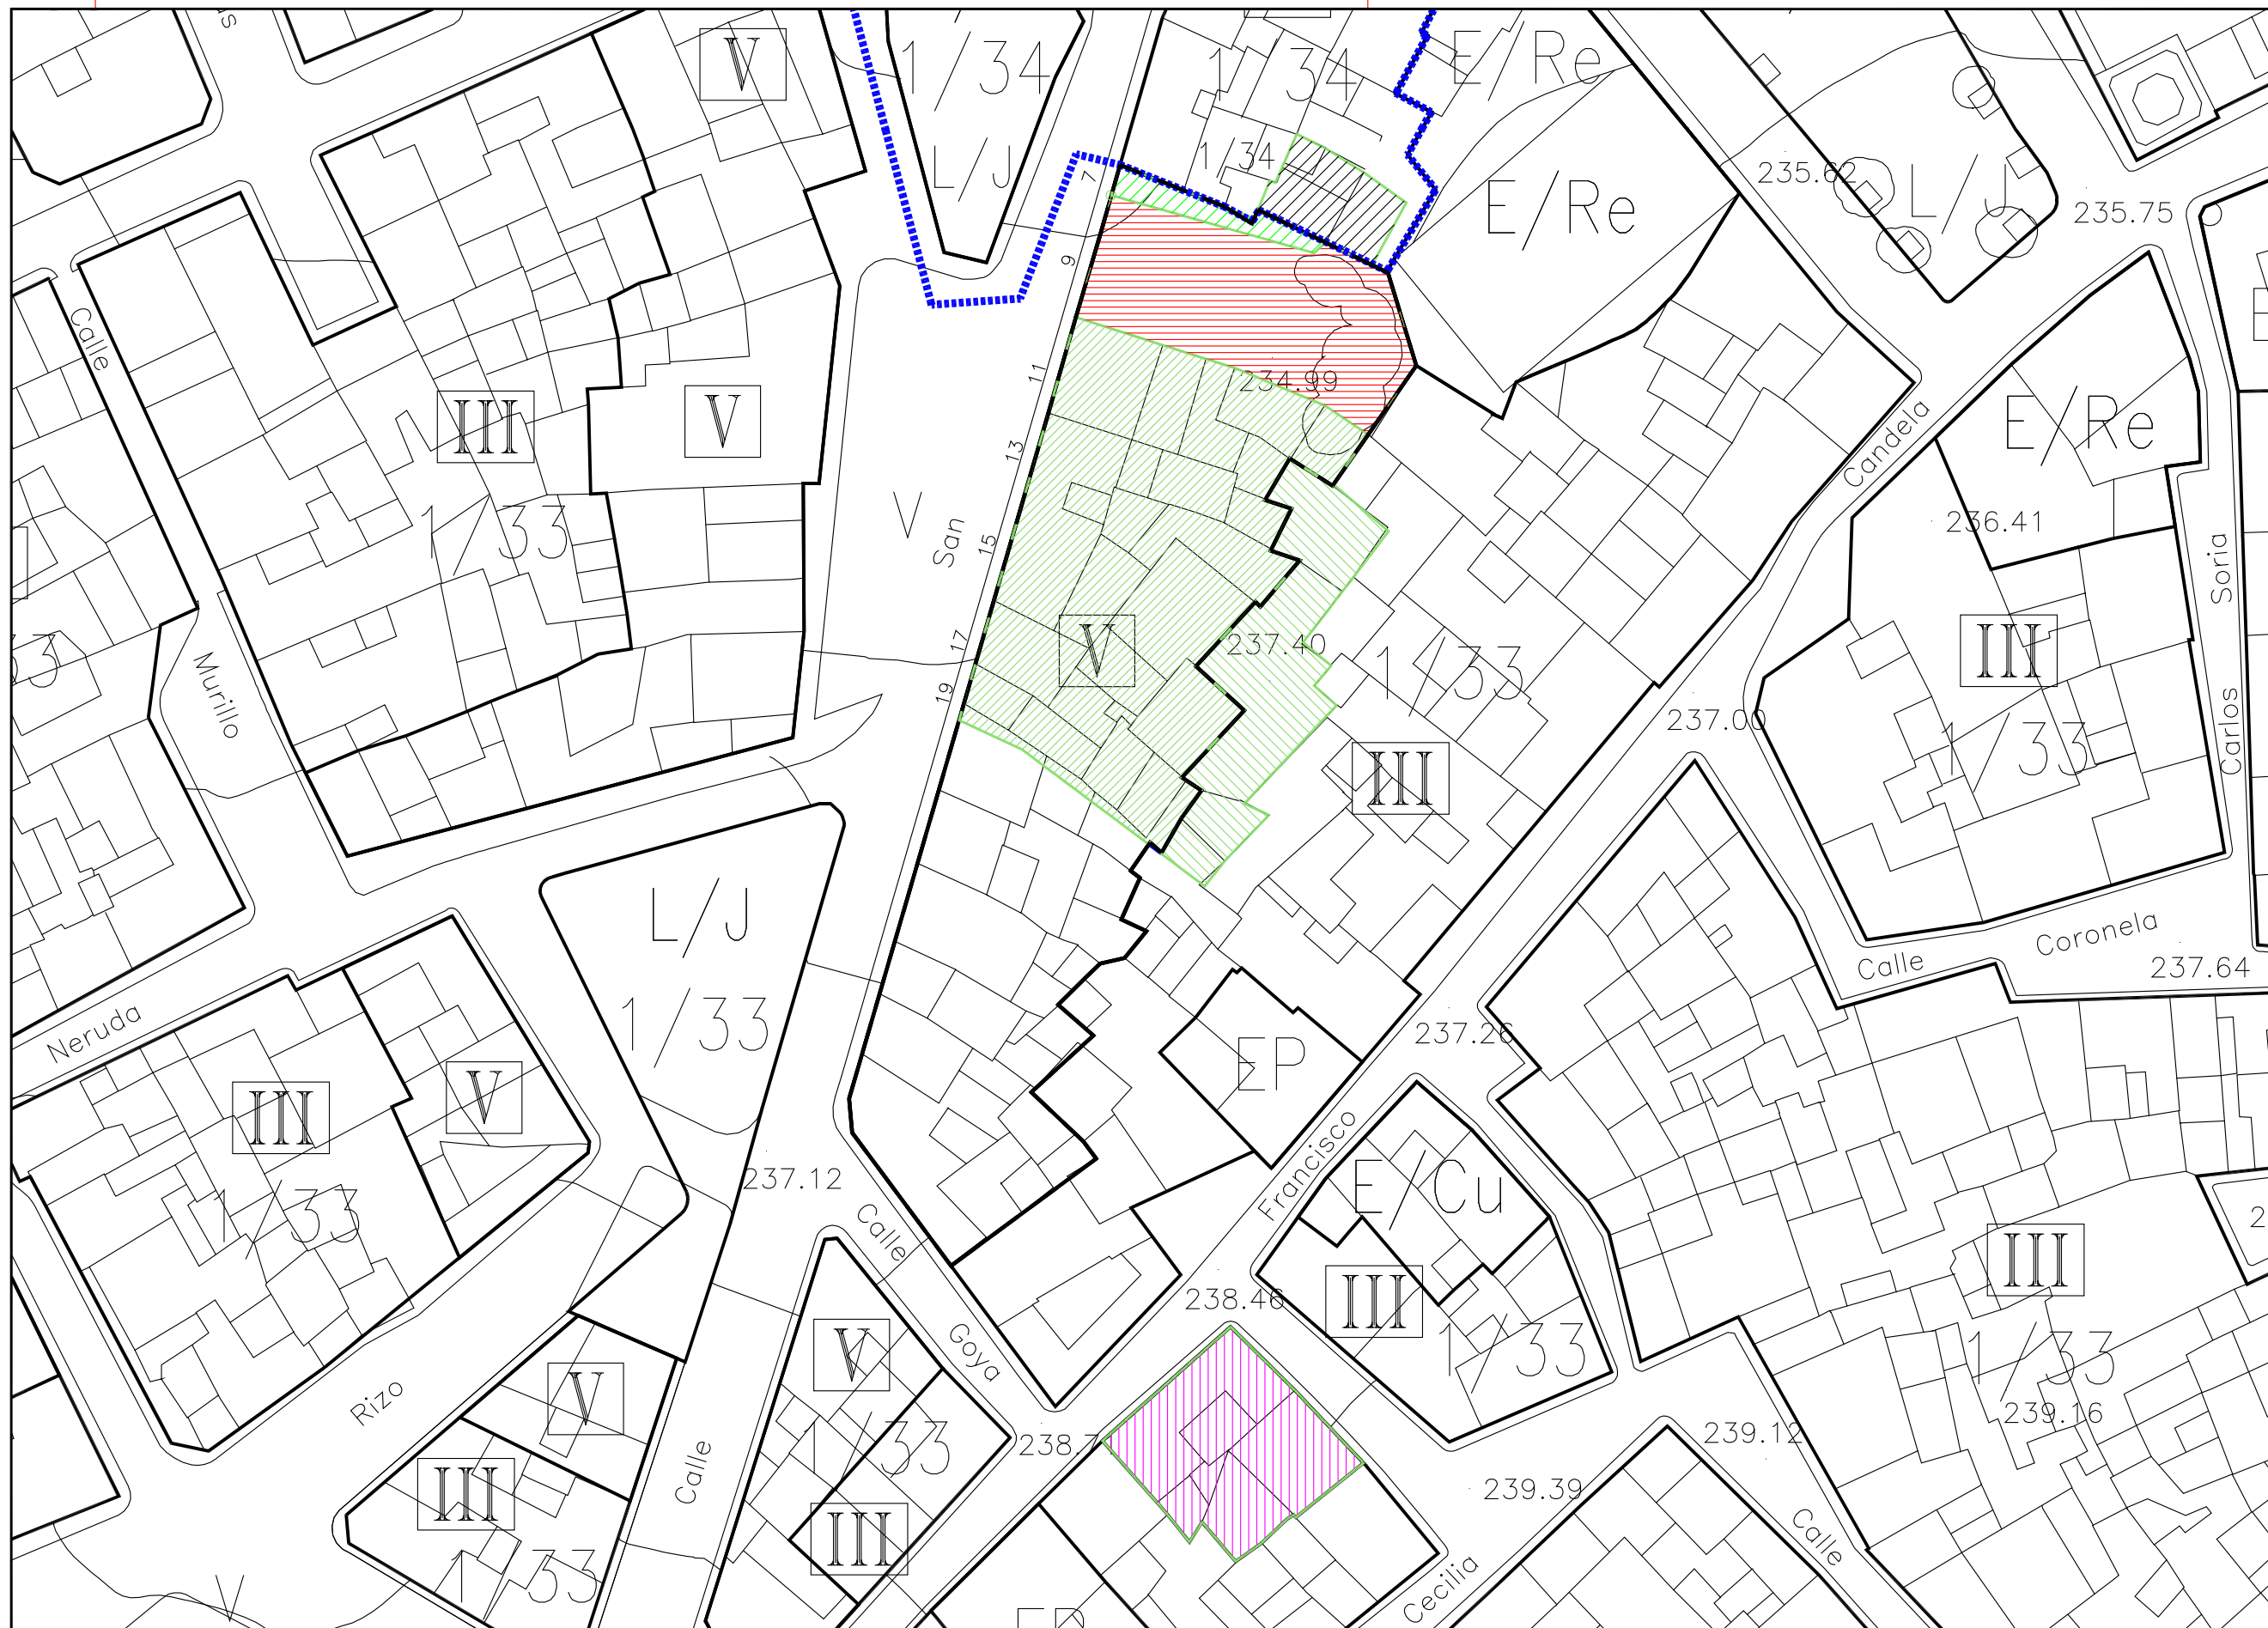 V
1/34
1/34
E/Re
L/J
1/34
7
E/Re
235.62
L/J
235.75
9
Calle
11
234.99
III
V
13
Candela
E/Re
1/33
V
San
15
236.41
Soria
33
Murillo
17
V
237.40
1/33
III
19
237.00
1/33
Carlos
III
L/J
Coronela
Calle
237.64
1/33
Neruda
237.26
EP
III
V
Francisco
237.12
E/Cu
1/33
Calle
2
III
238.46
III
V
Goya
1/33
1/33
Rizo
V
1/33
238.7
239.16
239.12
Calle
III
239.39
III
Calle
1/33
Cecilia
V